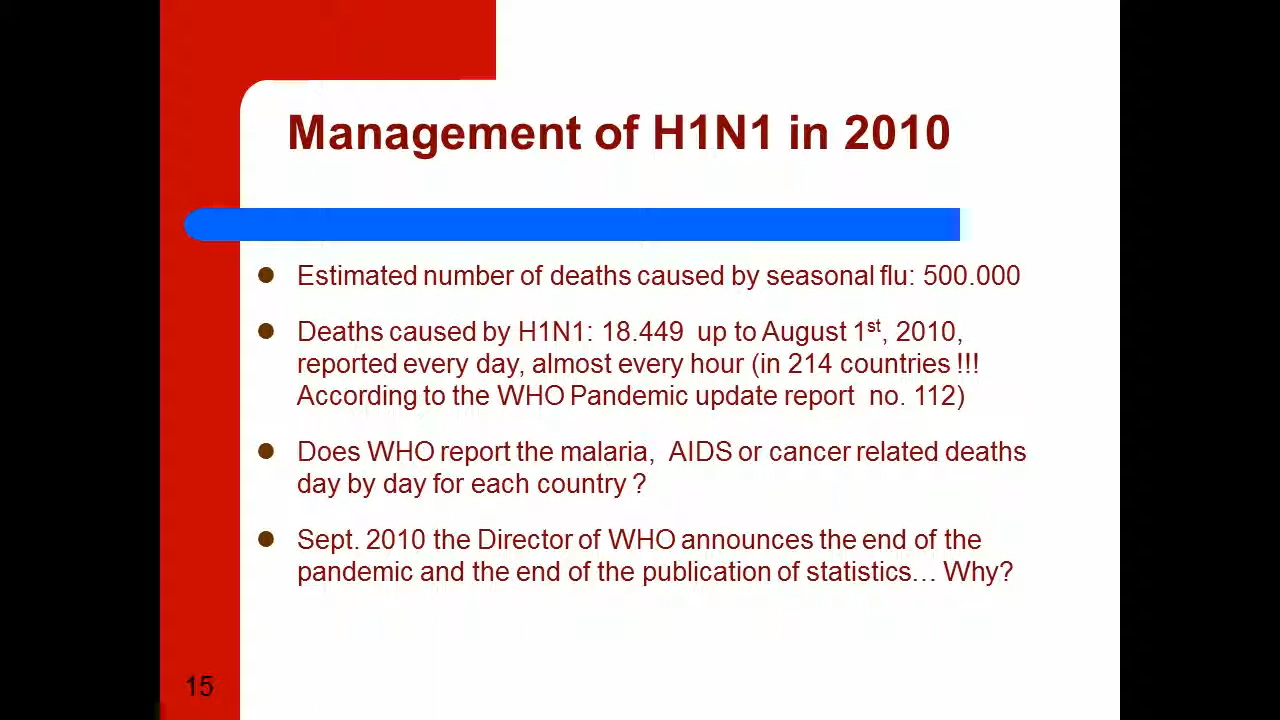 Management of H1N1 in 2010
Estimated number of deaths caused by seasonal flu: 500.000
Deaths caused by H1N1: 18.449 up to August 1st, 2010,
reported every day, almost every hour (in 214 countries !!!
According to the WHO Pandemic update report no. 112)
Does WHO report the malaria, AIDS or cancer related deaths
day by day for each country ?
Sept. 2010 the Director of WHO announces the end of the
pandemic and the end of the publication of statistics… Why?
15